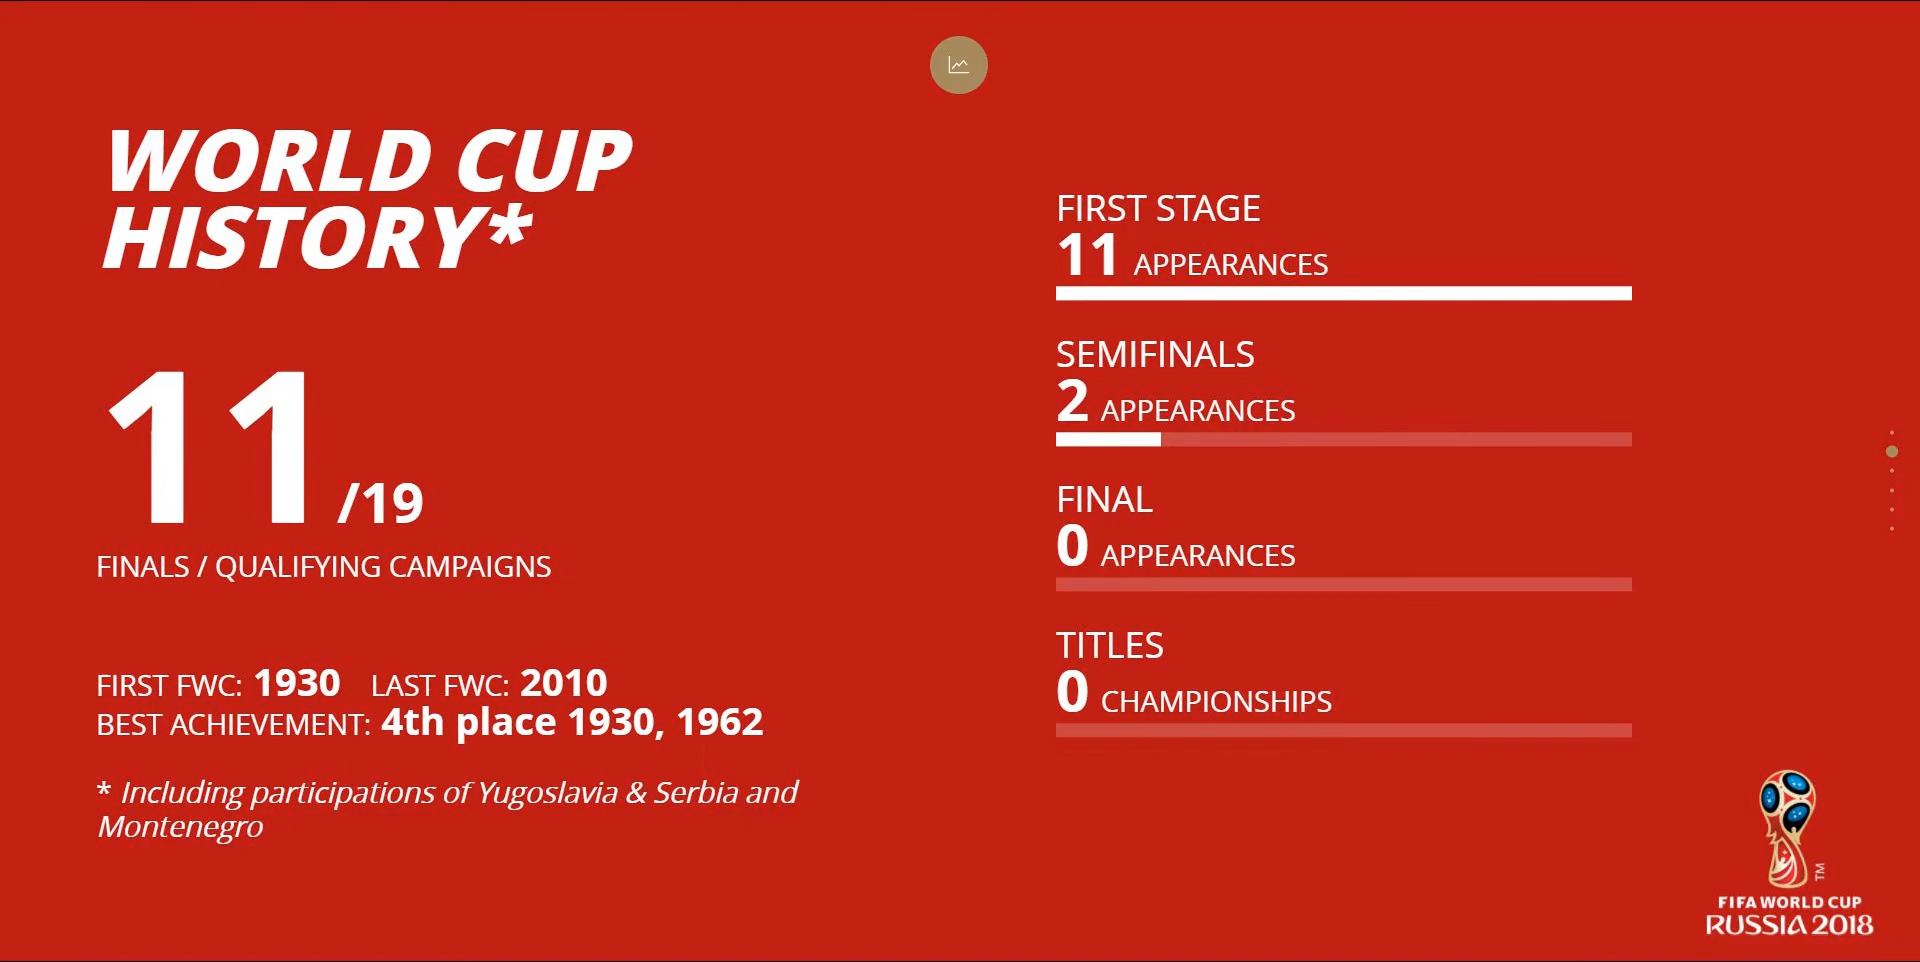 WORLD CUP
HISTORY*
11 /19
FINALS / QUALIFYING CAMPAIGNS
FIRST FWC: 1930 LAST FWC: 2010
BEST ACHIEVEMENT: 4th place 1930, 1962
* Including participations of Yugoslavia & Serbia and
Montenegro
FIRST STAGE
11 APPEARANCES
SEMIFINALS
2 APPEARANCES
FINAL
0 APPEARANCES
TITLES
0 CHAMPIONSHIPS
TM
FIFA WORLD CUP
RUSSIA 2018